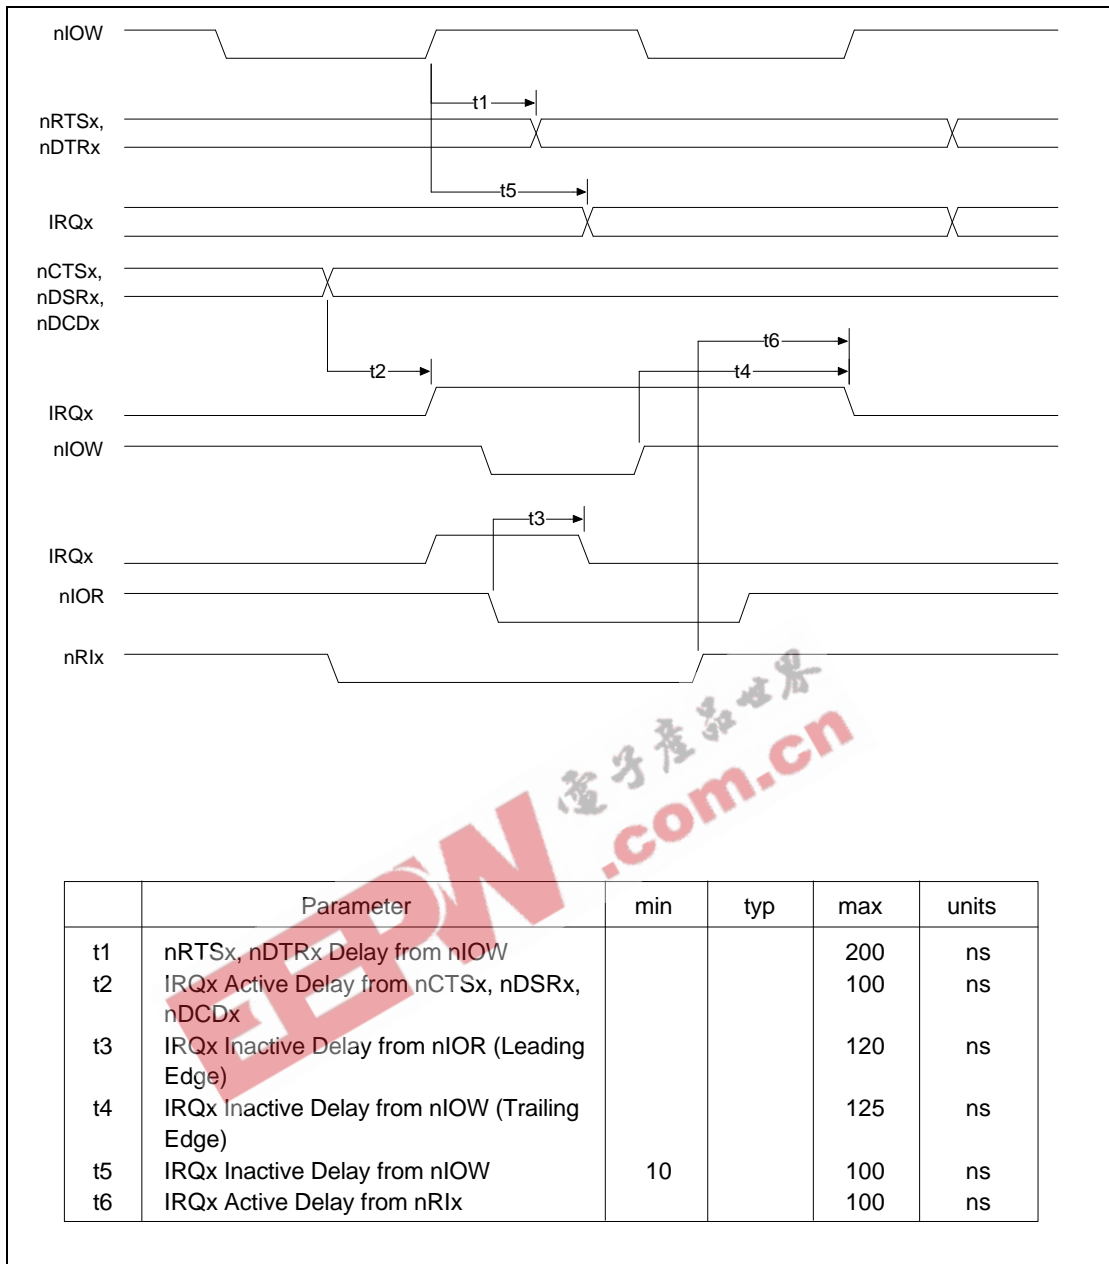 nIOW
t1
nRTSx,
nDTRx
t5
IRQx
nCTSx,
nDSRx,
nDCDx
t6
t2
t4
IRQx
nIOW
t3
IRQx
nIOR
nRIx
電子產品世界
EEPW .com.cn
Parameter min typ max units
t1 nRTSx, nDTRx Delay from nIOW 200 ns
t2 IRQx Active Delay from nCTSx, nDSRx, 100 ns
nDCDx
t3 IRQx Inactive Delay from nIOR (Leading 120 ns
Edge)
t4 IRQx Inactive Delay from nIOW (Trailing 125 ns
Edge)
t5 IRQx Inactive Delay from nIOW 10 100 ns
t6 IRQx Active Delay from nRIx 100 ns